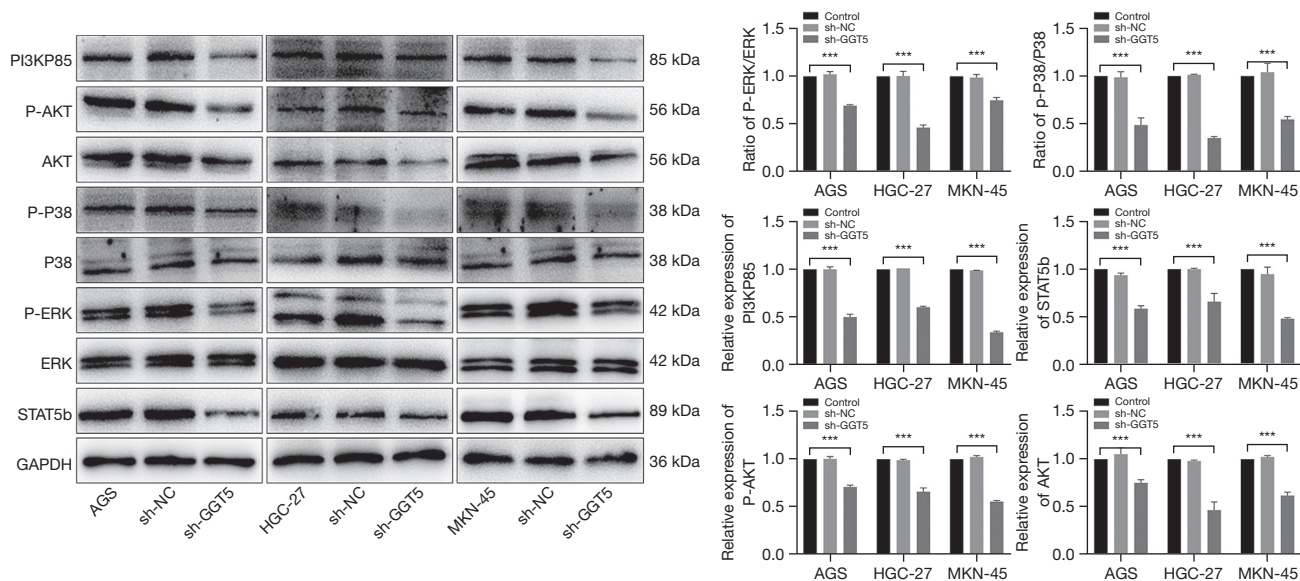 PI3KP85
85 kDa
P-AKT
56 kDa
AKT
56 kDa
P-P38
38 kDa
P38
38 kDa
P-ERK
42 kDa
ERK
42 kDa
STAT5b
89 kDa
GAPDH
36 kDa
AGS
sh-NC
sh-GGT5
HGC-27
sh-NC
sh-GGT5
MKN-45
sh-NC
sh-GGT5
Ratio of P-ERK/ERK
1.5
1.0
0.5
0.0
Control
sh-NC
sh-GGT5
***
***
***
AGS
HGC-27
MKN-45
Ratio of p-P38/P38
1.5
1.0
0.5
0.0
Control
sh-NC
sh-GGT5
***
***
***
AGS
HGC-27
MKN-45
Relative expression of
PI3KP85
1.5
1.0
0.5
0.0
Control
sh-NC
sh-GGT5
***
***
***
AGS
HGC-27
MKN-45
Relative expression
of STAT5b
1.5
1.0
0.5
0.0
Control
sh-NC
sh-GGT5
***
***
***
AGS
HGC-27
MKN-45
Relative expression of
P-AKT
1.5
1.0
0.5
0.0
Control
sh-NC
sh-GGT5
***
***
***
AGS
HGC-27
MKN-45
Relative expression
of AKT
1.5
1.0
0.5
0.0
Control
sh-NC
sh-GGT5
***
***
***
AGS
HGC-27
MKN-45